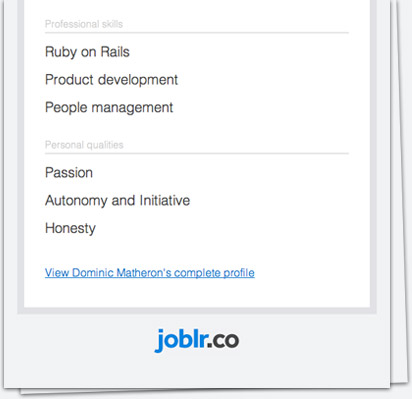 Professional skills
Ruby on Rails
Product development
People management
Personal qualities
Passion
Autonomy and Initiative
Honesty
View Dominic Matheron's complete profile
joblr.co